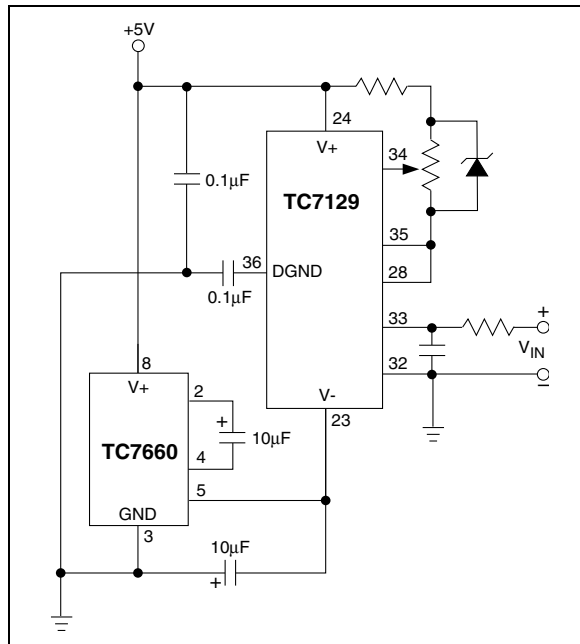 +5V
24
V+
34
0.1µF
TC7129
35
36
DGND
28
0.1µF
33
+
V IN
8
32
–
V+
2
V-
23
+
10µF
TC7660
4
5
GND
3
10µF
+